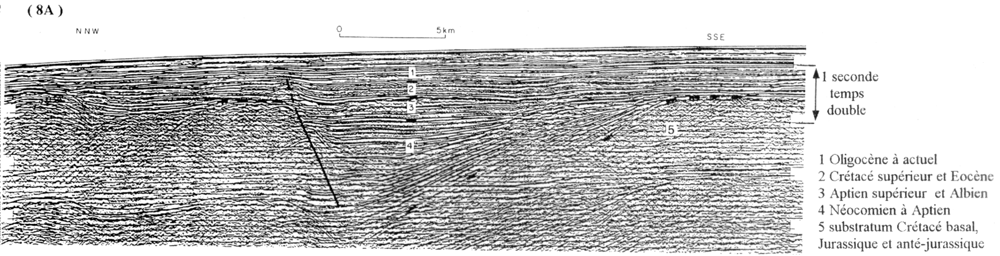 ( 8A )
NNW
0 5km
SSE
1
2
3
4
5
1 seconde
temps
double
1 Oligocène à actuel
2 Crétacé supérieur et Eocène
3 Aptien supérieur et Albien
4 Néocomien à Aptien
5 substratum Crétacé basal,
Jurassique et anté-jurassique